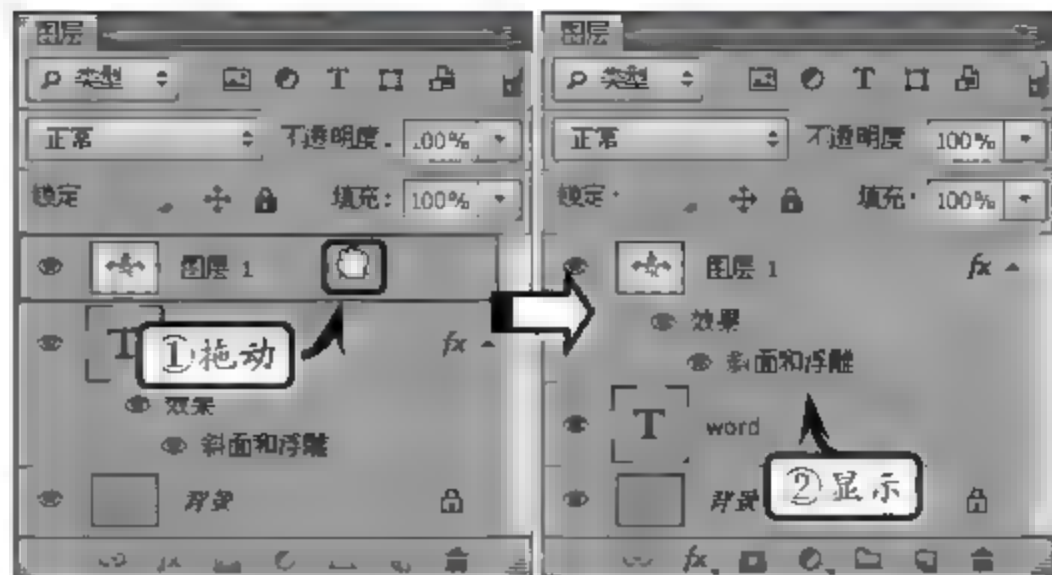 图层
类型
正常 不透明度: 100%
锁定 填充: 100%
图层 1
①拖动
fx
效果
斜面和浮雕
背景
图层
类型
正常 不透明度 100%
锁定: 填充: 100%
图层 1 fx
效果
斜面和浮雕
T word
②显示
背景
fx